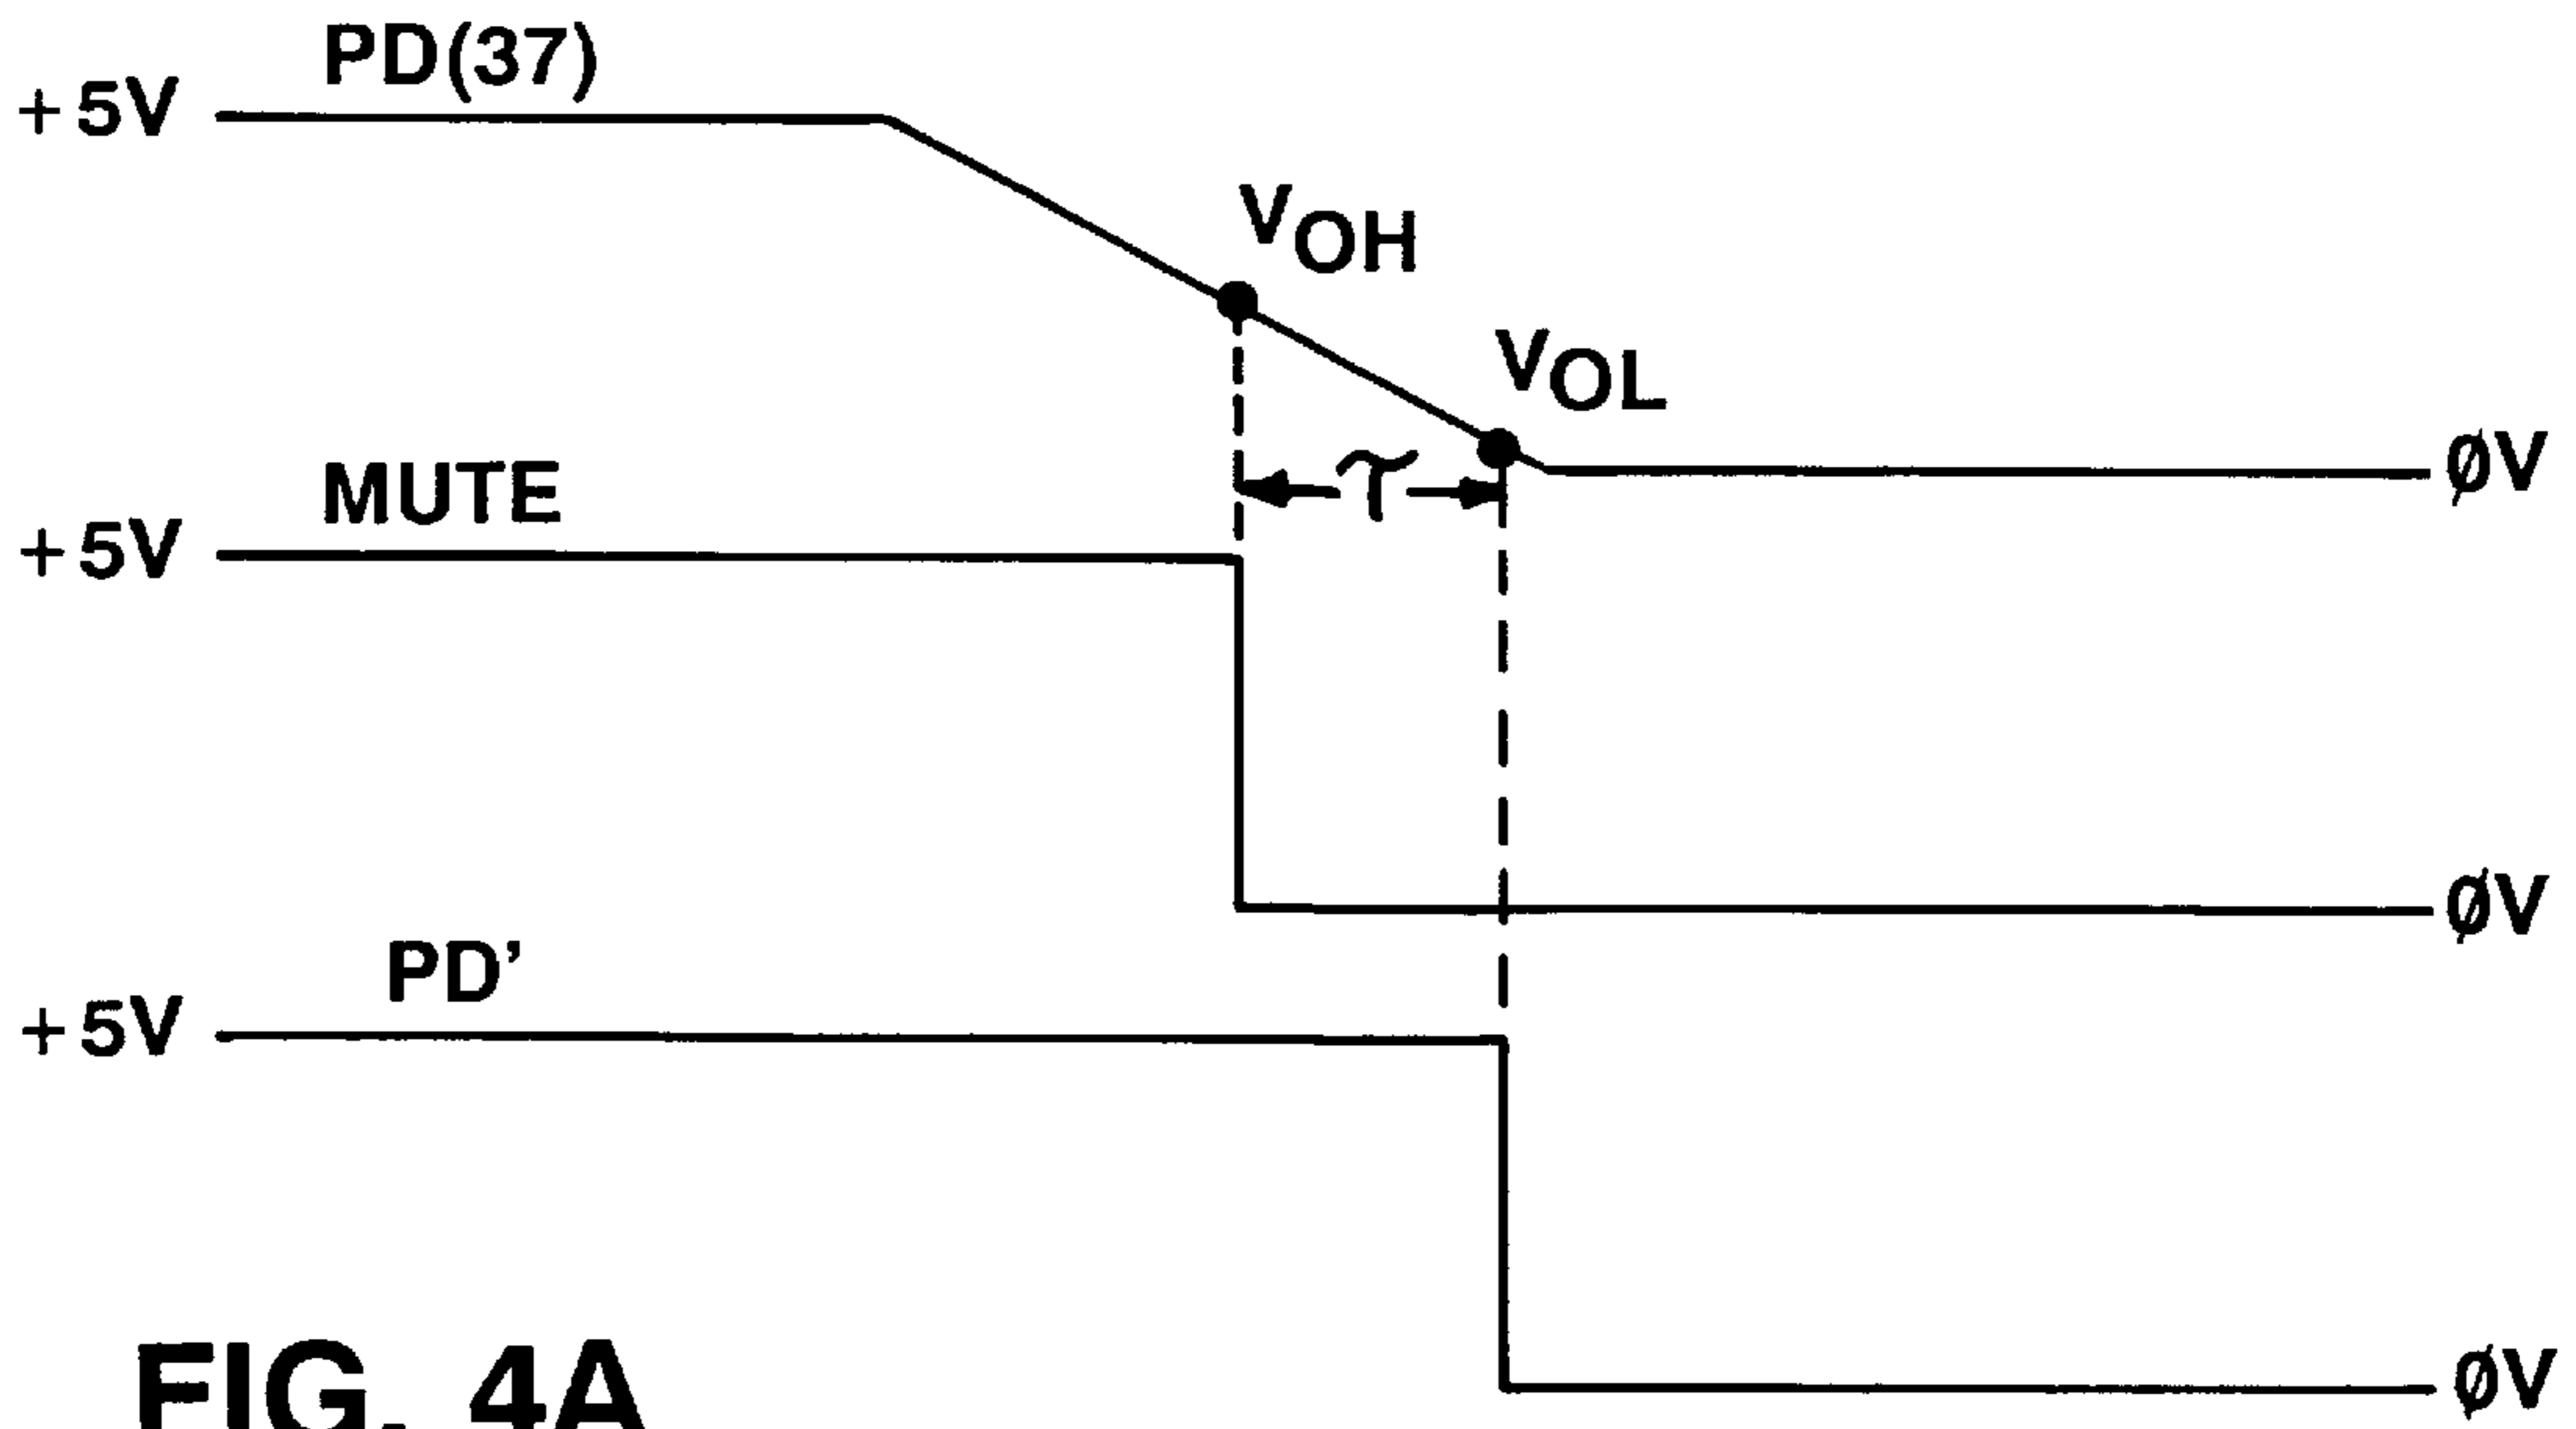 PD(37)
+5V
VOH
VOL
ØV
τ
MUTE
+5V
ØV
PD'
+5V
ØV
FIG. 4A